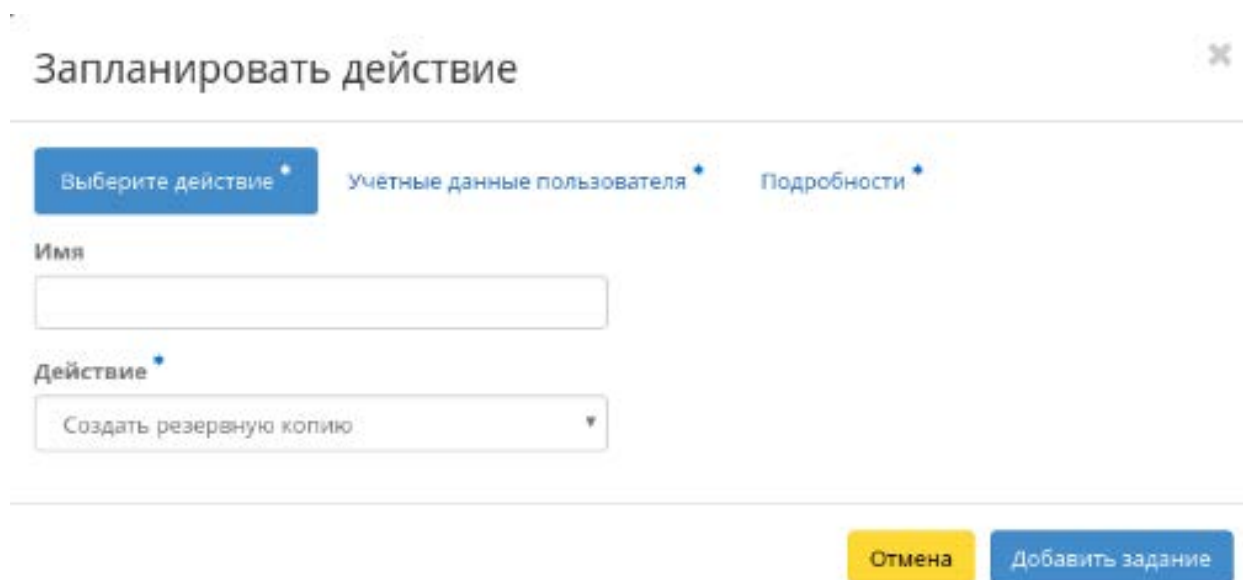 Запланировать действие
Выберите действие * Учётные данные пользователя * Подробности *
Имя
Действие *
Создать резервную копию
Отмена Добавить задание